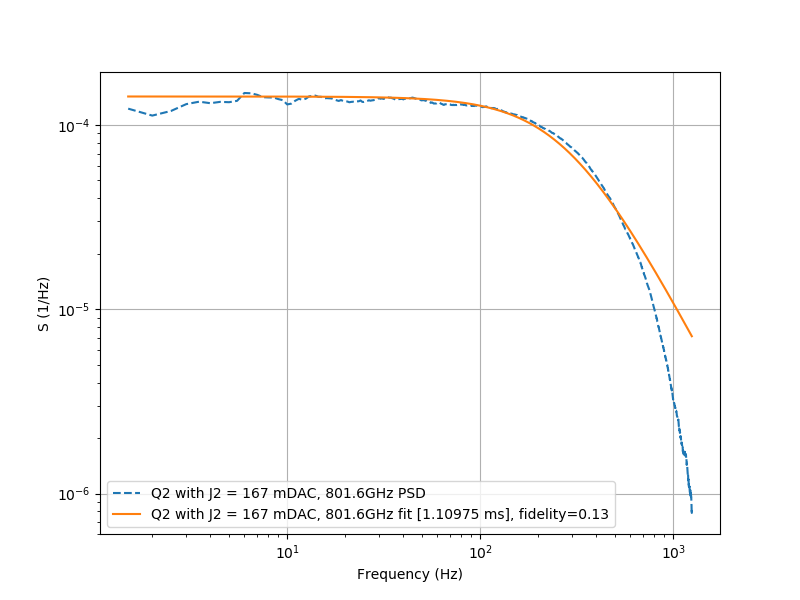 10⁻⁴
10⁻⁵
10⁻⁶
S (1/Hz)
Q2 with J2 = 167 mDAC, 801.6GHz PSD
Q2 with J2 = 167 mDAC, 801.6GHz fit [1.10975 ms], fidelity=0.13
10¹ 10² 10³
Frequency (Hz)